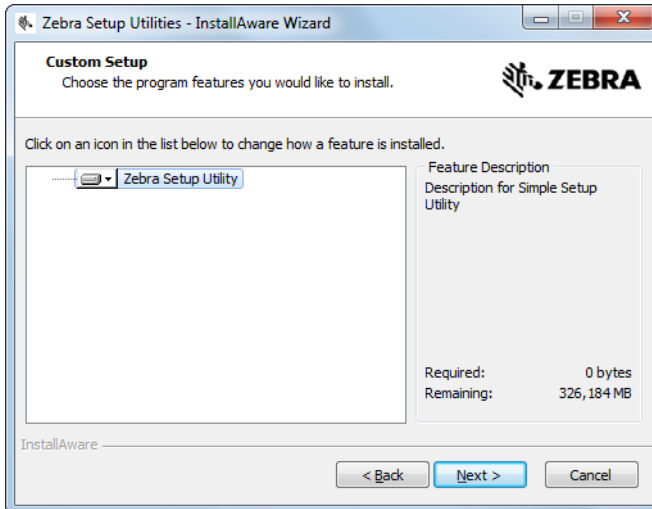 Zebra Setup Utilities - InstallAware Wizard
Custom Setup
Choose the program features you would like to install.
ZEBRA
Click on an icon in the list below to change how a feature is installed.
Zebra Setup Utility
Feature Description
Description for Simple Setup
Utility
Required: 0 bytes
Remaining: 326,184 MB
InstallAware
< Back
Next >
Cancel